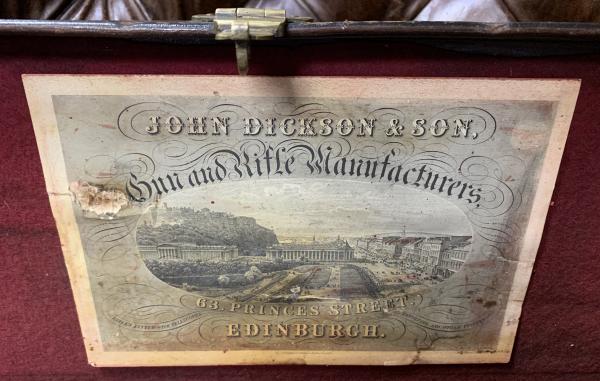 JOHN DICKSON & SON,
Gun and Rifle Manufacturers,
63. PRINCES STREET.
EDINBURGH.